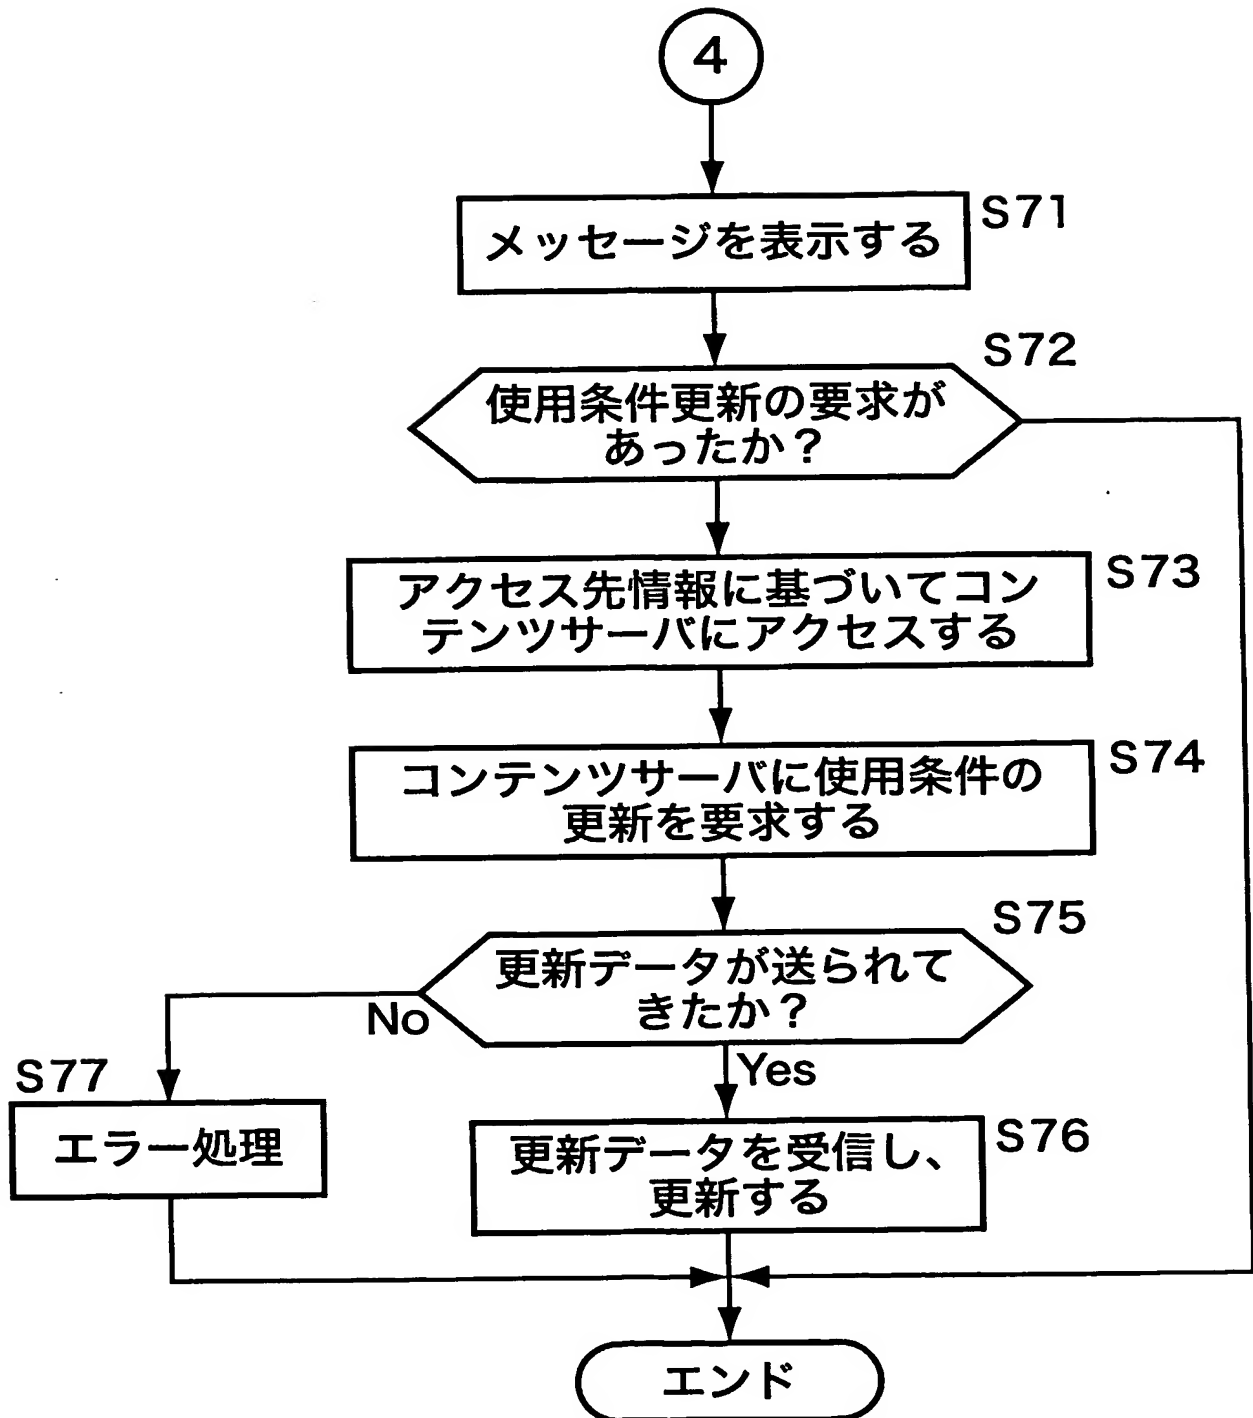 4
S71
メッセージを表示する
S72
使用条件更新の要求が
あったか?
S73
アクセス先情報に基づいてコン
テンツサーバにアクセスする
S74
コンテンツサーバに使用条件の
更新を要求する
S75
更新データが送られて
きたか?
No
Yes
S77
エラー処理
S76
更新データを受信し、
更新する
エンド